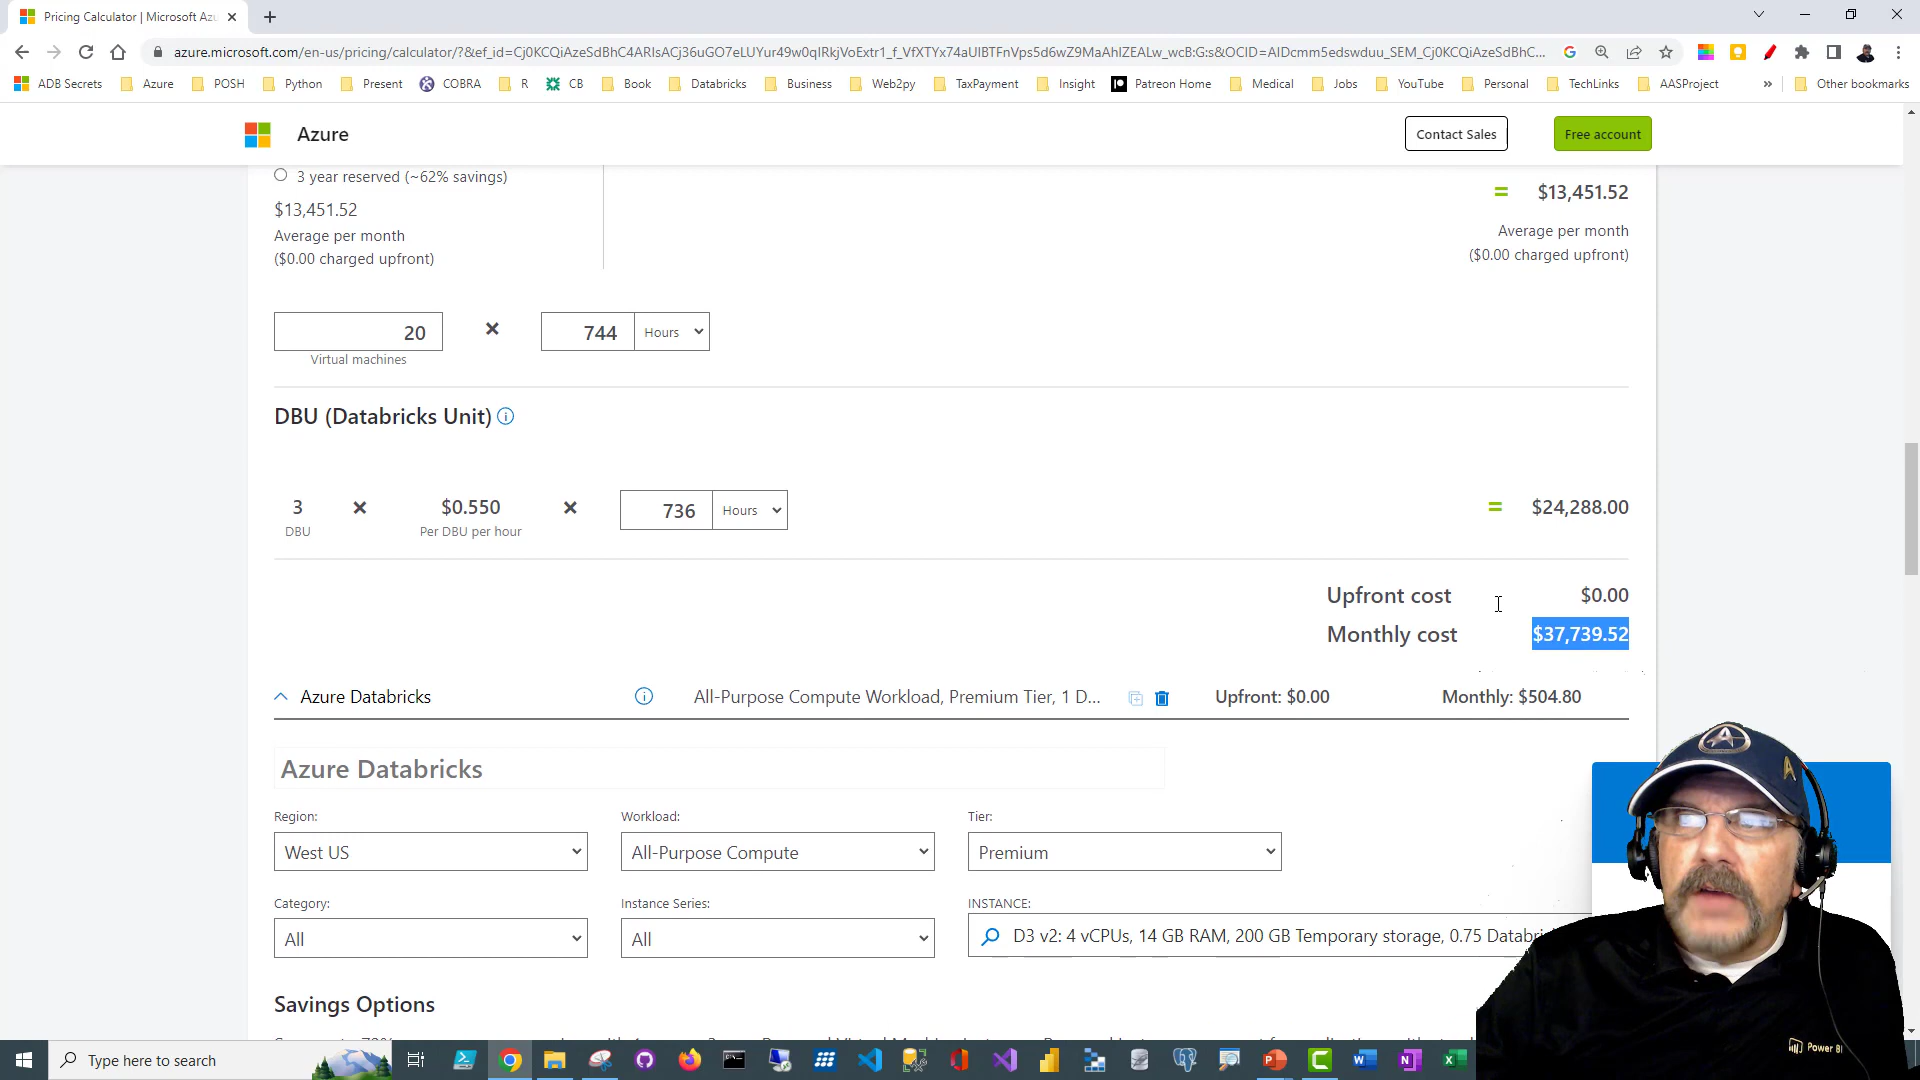 Pricing Calculator | Microsoft Azu
azure.microsoft.com/en-us/pricing/calculator/?&ef_id=Cj0KCQiAzeSdBhC4ARIsACj36uGO7eLUYur49w0qIRkjVoExtr1_f_VfXTYx74aUIBTFnVps5d6wZ9MaAhIZEALw_wcB:G:s&OCID=AIDcmm5edswduu_SEM_Cj0KCQiAzeSdBhC...
ADB Secrets Azure POSH Python Present COBRA R CB Book Databricks Business Web2py TaxPayment Insight Patreon Home Medical Jobs YouTube Personal TechLinks AASProject » Other bookmarks
Azure Contact Sales Free account
3 year reserved (~62% savings)
$13,451.52
Average per month
($0.00 charged upfront)
= $13,451.52
Average per month
($0.00 charged upfront)
20 × 744 Hours
Virtual machines
DBU (Databricks Unit)
3 × $0.550 × 736 Hours = $24,288.00
DBU Per DBU per hour
Upfront cost $0.00
Monthly cost $37,739.52
Azure Databricks All-Purpose Compute Workload, Premium Tier, 1 D... Upfront: $0.00 Monthly: $504.80
Azure Databricks
Region: Workload: Tier:
West US All-Purpose Compute Premium
Category: Instance Series: INSTANCE:
All All D3 v2: 4 vCPUs, 14 GB RAM, 200 GB Temporary storage, 0.75 Databri
Savings Options
Type here to search
Power BI